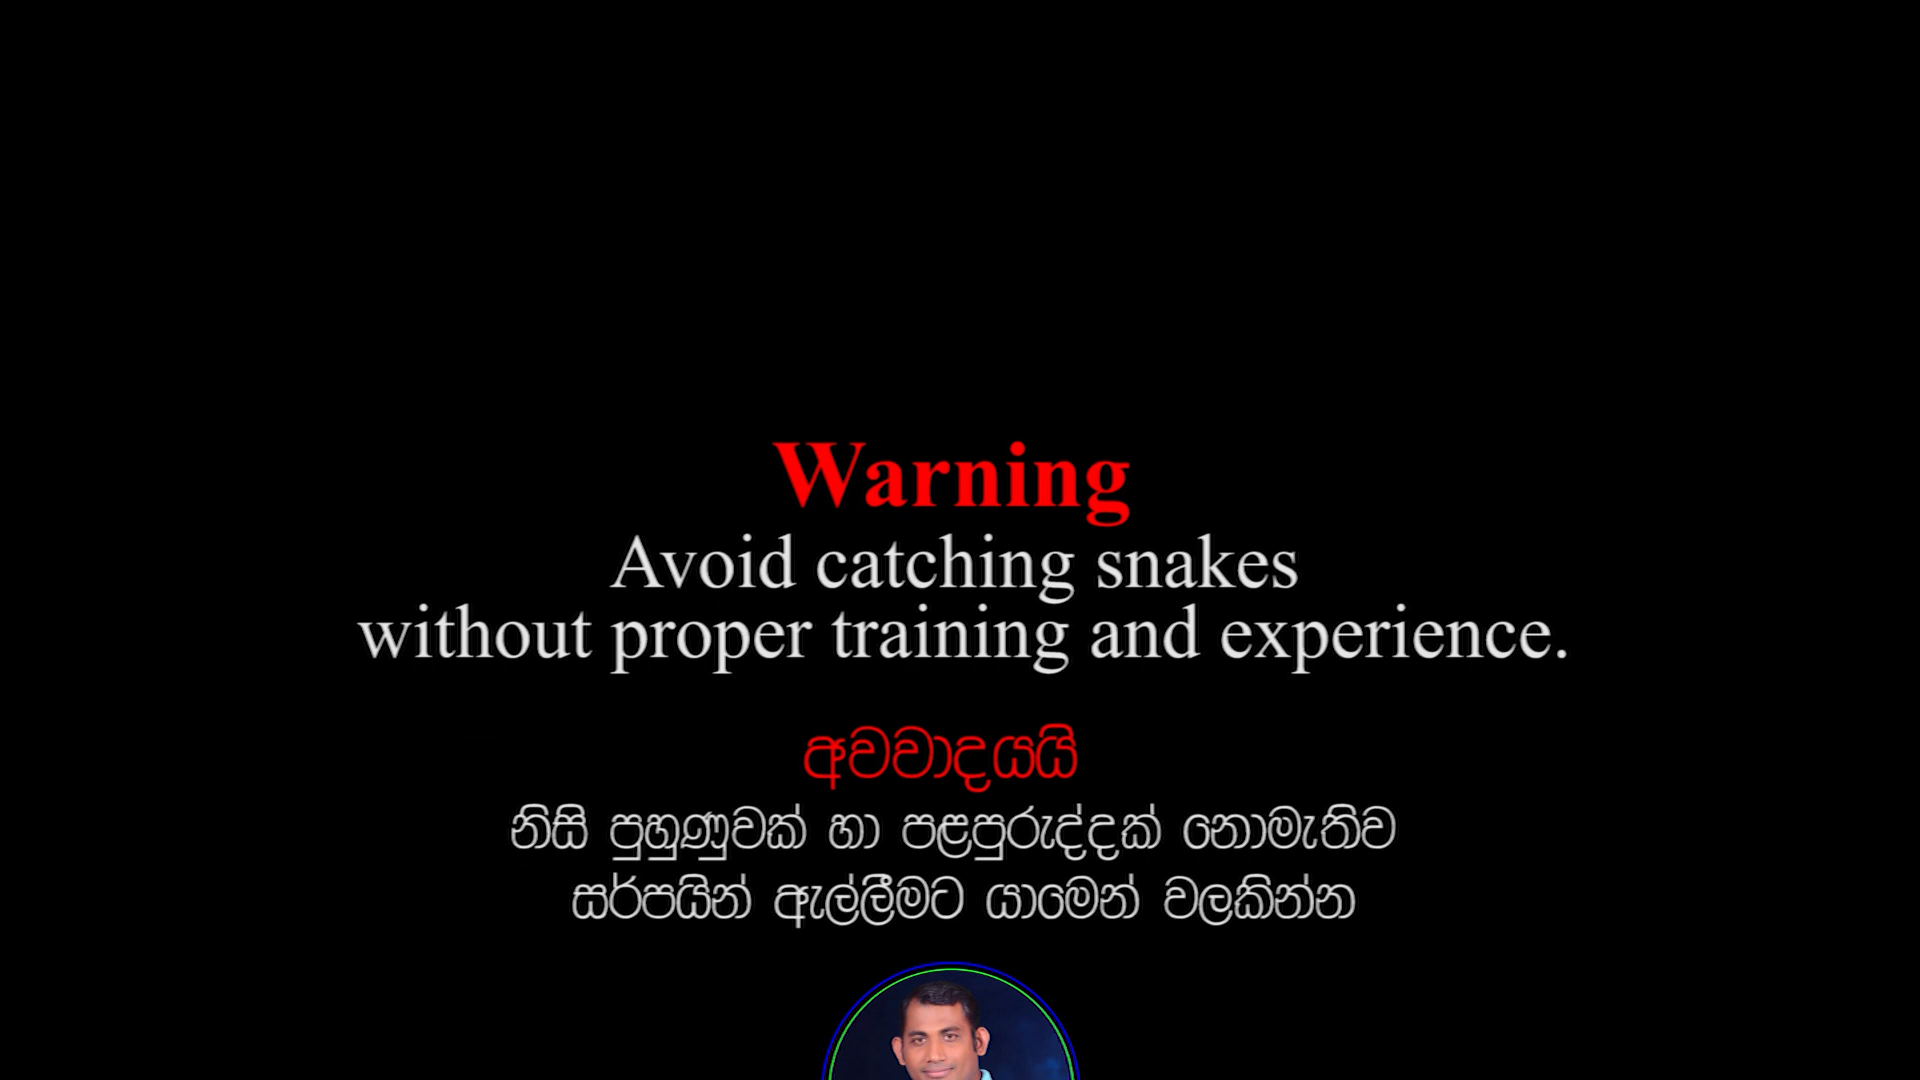 Warning
Avoid catching snakes
without proper training and experience.
අවවාදයයි
නිසි පුහුණුවක් හා පළපුරුද්දක් නොමැතිව
සර්පයින් ඇල්ලීමට යාමෙන් වලකින්න